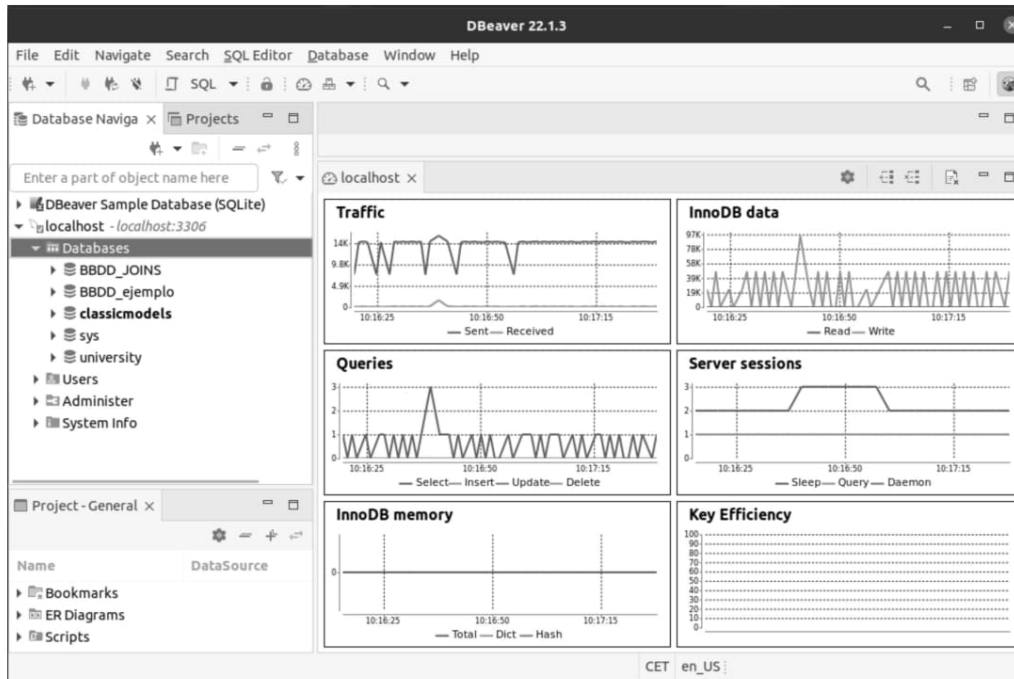 DBeaver 22.1.3
File Edit Navigate Search SQL Editor Database Window Help
SQL
Database Naviga
Projects
Enter a part of object name here
DBeaver Sample Database (SQLite)
localhost - localhost:3306
Databases
BBDD_JOINS
BBDD_ejemplo
classicmodels
sys
university
Users
Administer
System Info
Project - General
Name DataSource
Bookmarks
ER Diagrams
Scripts
localhost
Traffic
14K
9.8K
4.9K
0
10:16:25 10:16:50 10:17:15
Sent Received
InnoDB data
97K
78K
58K
39K
19K
0
10:16:25 10:16:50 10:17:15
Read Write
Queries
3
2
1
0
10:16:25 10:16:50 10:17:15
Select Insert Update Delete
Server sessions
3
2
1
0
10:16:25 10:16:50 10:17:15
Sleep Query Daemon
InnoDB memory
0
10:16:25 10:16:50 10:17:15
Total Dict Hash
Key Efficiency
100
90
80
70
60
50
40
30
20
10
0
CET en_US